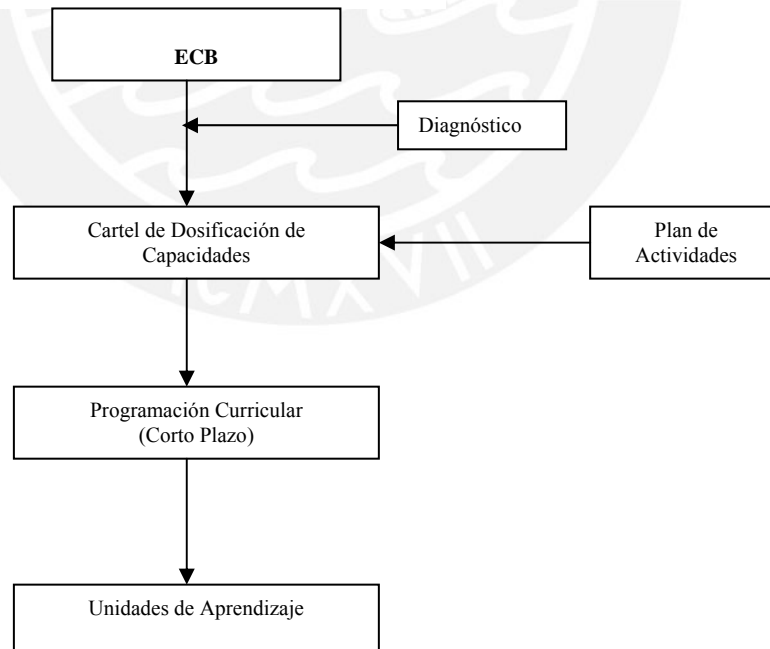 ECB
Diagnóstico
Cartel de Dosificación de
Capacidades
Plan de
Actividades
Programación Curricular
(Corto Plazo)
Unidades de Aprendizaje